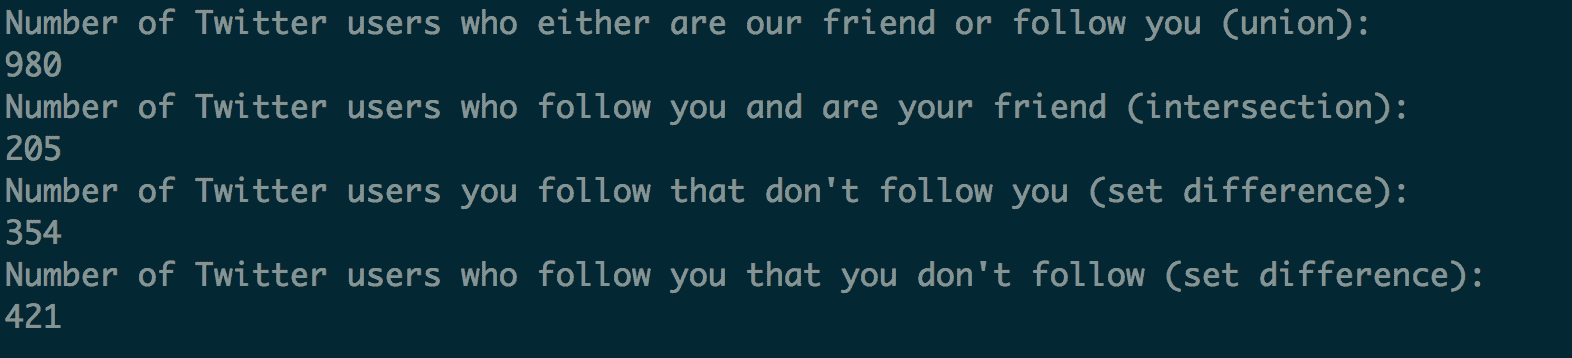 Number of Twitter users who either are our friend or follow you (union):
980
Number of Twitter users who follow you and are your friend (intersection):
205
Number of Twitter users you follow that don't follow you (set difference):
354
Number of Twitter users who follow you that you don't follow (set difference):
421